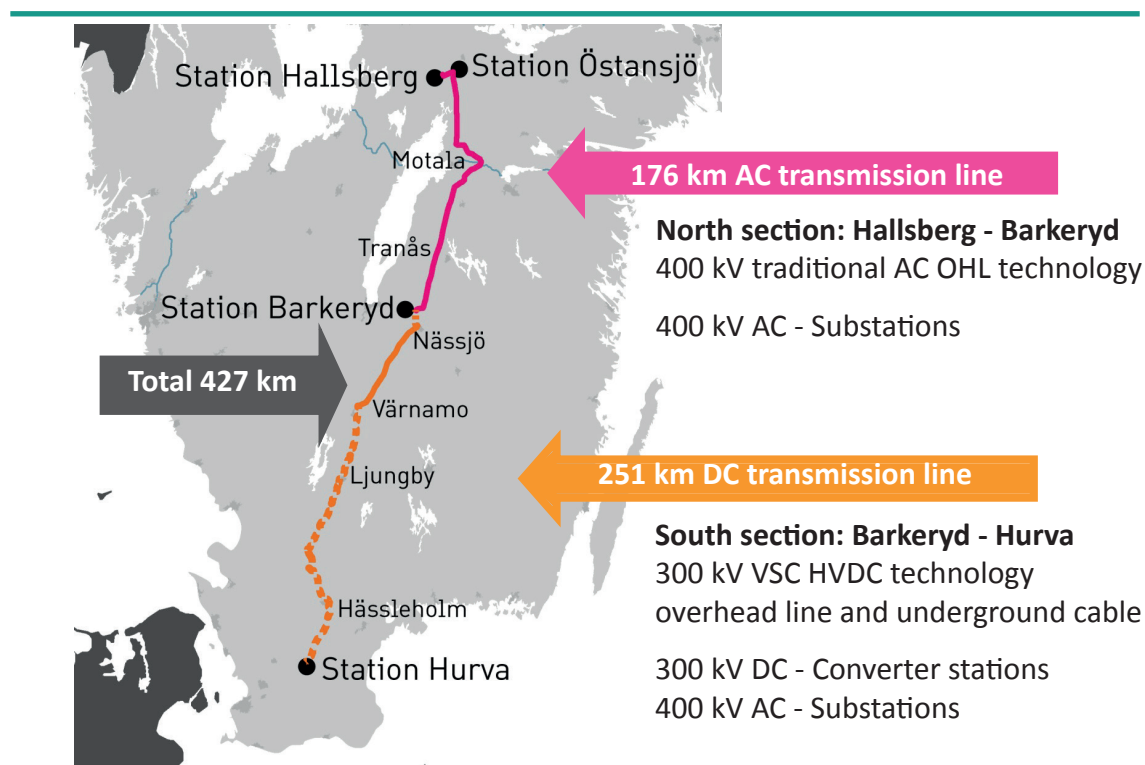 Station Hallsberg
Station Östansjö
Motala
176 km AC transmission line
North section: Hallsberg - Barkeryd
400 kV traditional AC OHL technology
400 kV AC - Substations
Tranås
Station Barkeryd
Nässjö
Total 427 km
Värnamo
Ljungby
251 km DC transmission line
South section: Barkeryd - Hurva
300 kV VSC HVDC technology
overhead line and underground cable
300 kV DC - Converter stations
400 kV AC - Substations
Hässleholm
Station Hurva